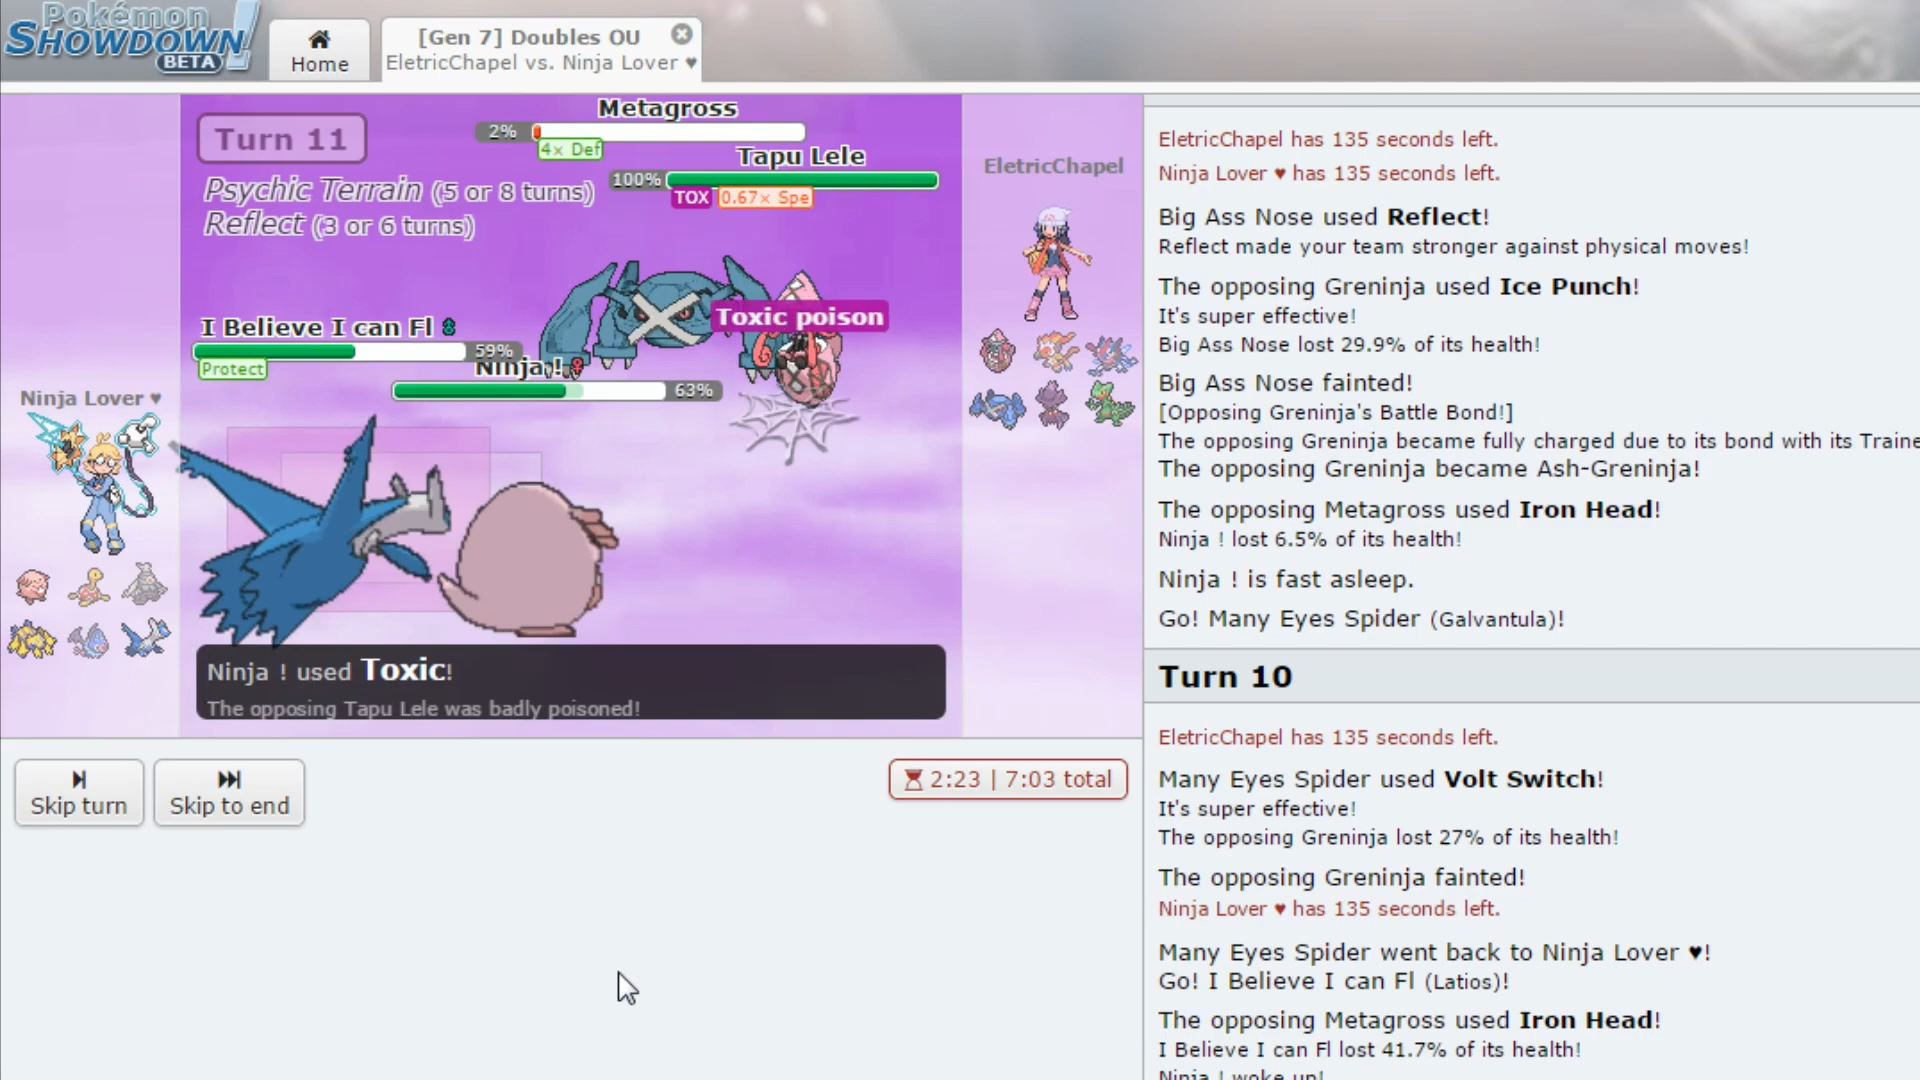 Pokémon
SHOWDOWN!
BETA
Home
[Gen 7] Doubles OU
EletricChapel vs. Ninja Lover ♥
Turn 11
Psychic Terrain (5 or 8 turns)
Reflect (3 or 6 turns)
Metagross
2%
4× Def
Tapu Lele
100%
TOX 0.67× Spe
Toxic poison
I Believe I can Fl
59%
Protect
Ninja !
63%
Ninja Lover ♥
EletricChapel
Ninja ! used Toxic!
The opposing Tapu Lele was badly poisoned!
Skip turn
Skip to end
2:23 | 7:03 total
EletricChapel has 135 seconds left.
Ninja Lover ♥ has 135 seconds left.
Big Ass Nose used Reflect!
Reflect made your team stronger against physical moves!
The opposing Greninja used Ice Punch!
It's super effective!
Big Ass Nose lost 29.9% of its health!
Big Ass Nose fainted!
[Opposing Greninja's Battle Bond!]
The opposing Greninja became fully charged due to its bond with its Traine
The opposing Greninja became Ash-Greninja!
The opposing Metagross used Iron Head!
Ninja ! lost 6.5% of its health!
Ninja ! is fast asleep.
Go! Many Eyes Spider (Galvantula)!
Turn 10
EletricChapel has 135 seconds left.
Many Eyes Spider used Volt Switch!
It's super effective!
The opposing Greninja lost 27% of its health!
The opposing Greninja fainted!
Ninja Lover ♥ has 135 seconds left.
Many Eyes Spider went back to Ninja Lover ♥!
Go! I Believe I can Fl (Latios)!
The opposing Metagross used Iron Head!
I Believe I can Fl lost 41.7% of its health!
Ninja ! woke up!